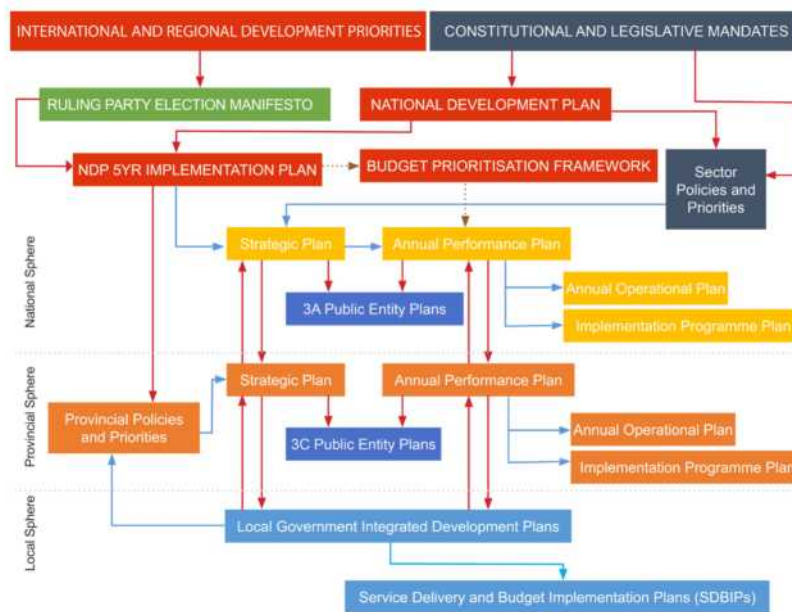 INTERNATIONAL AND REGIONAL DEVELOPMENT PRIORITIES
CONSTITUTIONAL AND LEGISLATIVE MANDATES
RULING PARTY ELECTION MANIFESTO
NATIONAL DEVELOPMENT PLAN
NDP 5YR IMPLEMENTATION PLAN
BUDGET PRIORITISATION FRAMEWORK
Sector
Policies and
Priorities
National Sphere
Strategic Plan
Annual Performance Plan
3A Public Entity Plans
Annual Operational Plan
Implementation Programme Plan
Provincial Sphere
Strategic Plan
Annual Performance Plan
Provincial Policies
and Priorities
3C Public Entity Plans
Annual Operational Plan
Implementation Programme Plan
Local Sphere
Local Government Integrated Development Plans
Service Delivery and Budget Implementation Plans (SDBIPs)